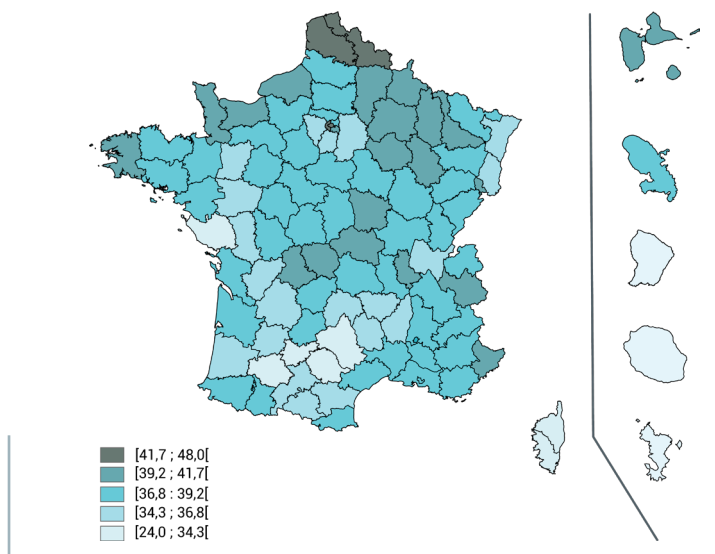 [41,7 ; 48,0[
[39,2 ; 41,7[
[36,8 : 39,2[
[34,3 ; 36,8[
[24,0 ; 34,3[